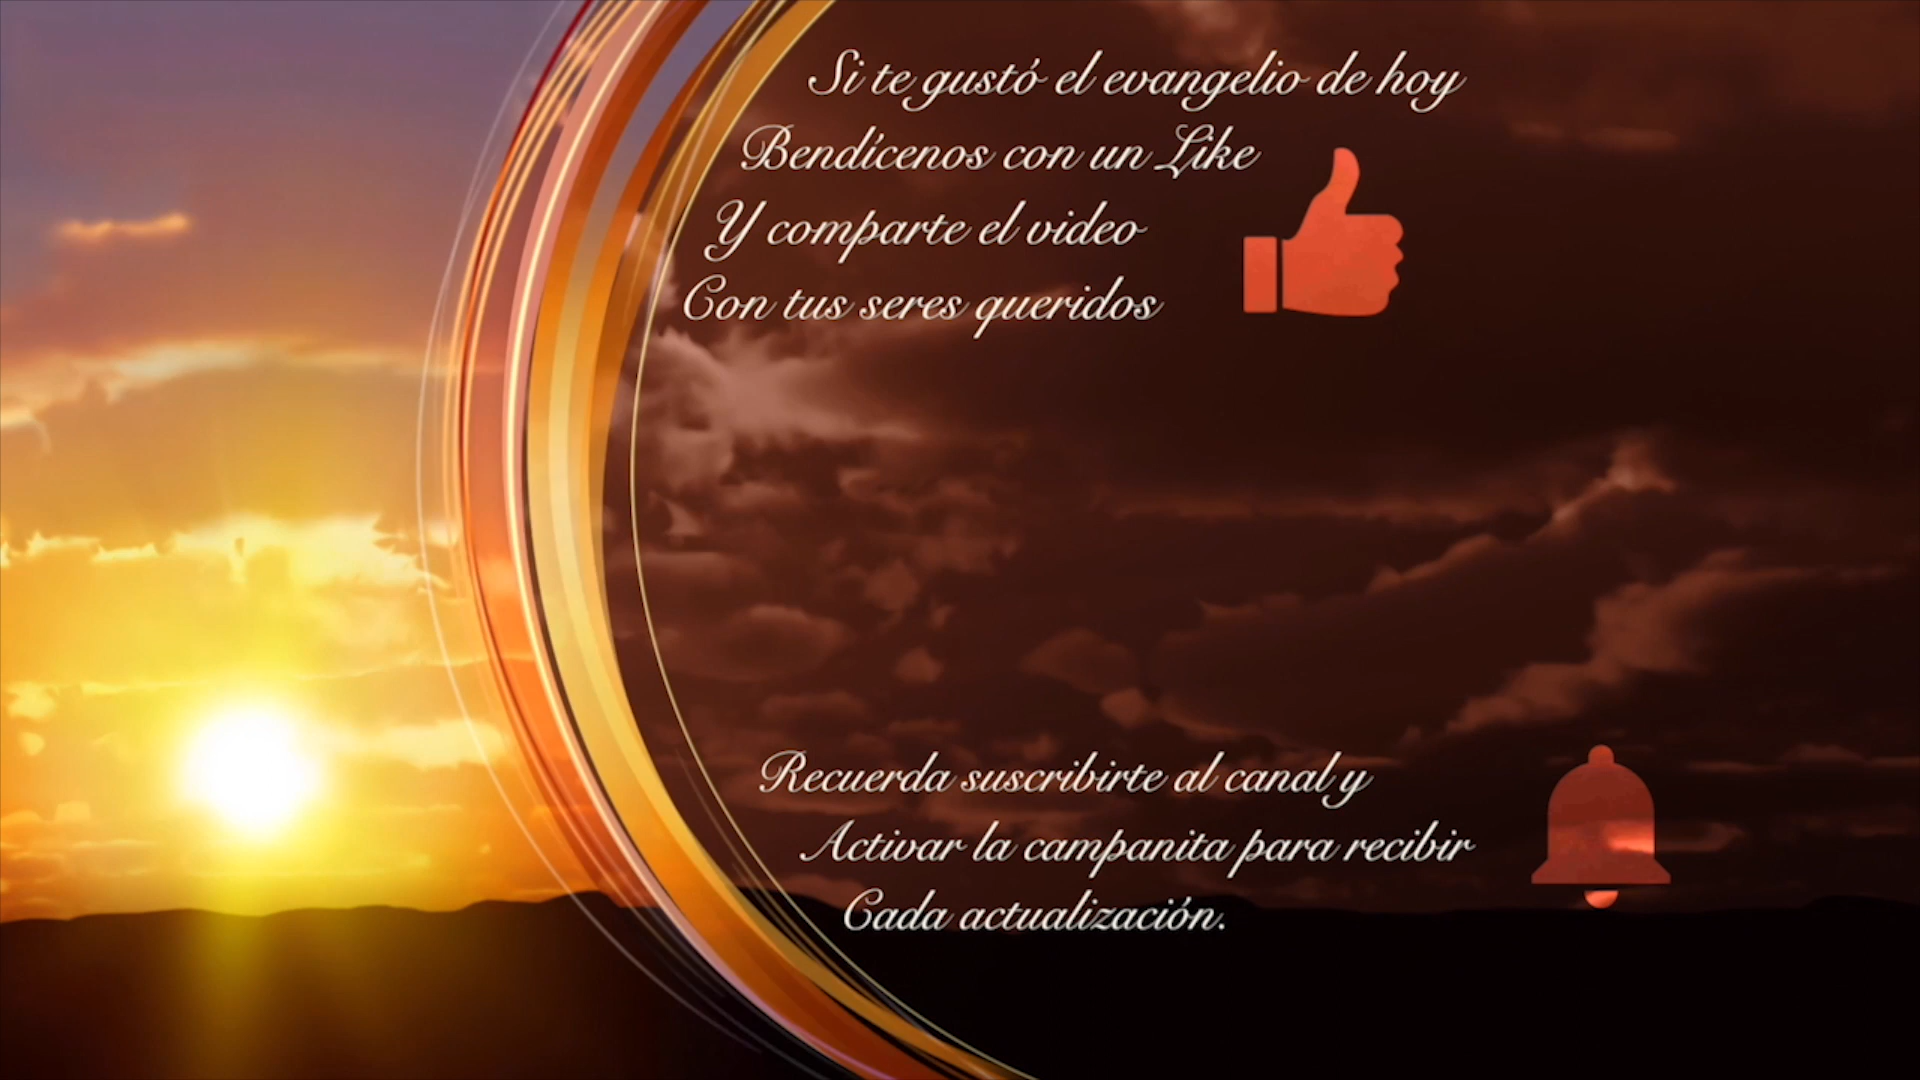 Si te gustó el evangelio de hoy
Bendícenos con un Like
Y comparte el video
Con tus seres queridos
Recuerda suscribirte al canal y
Activar la campanita para recibir
Cada actualización.